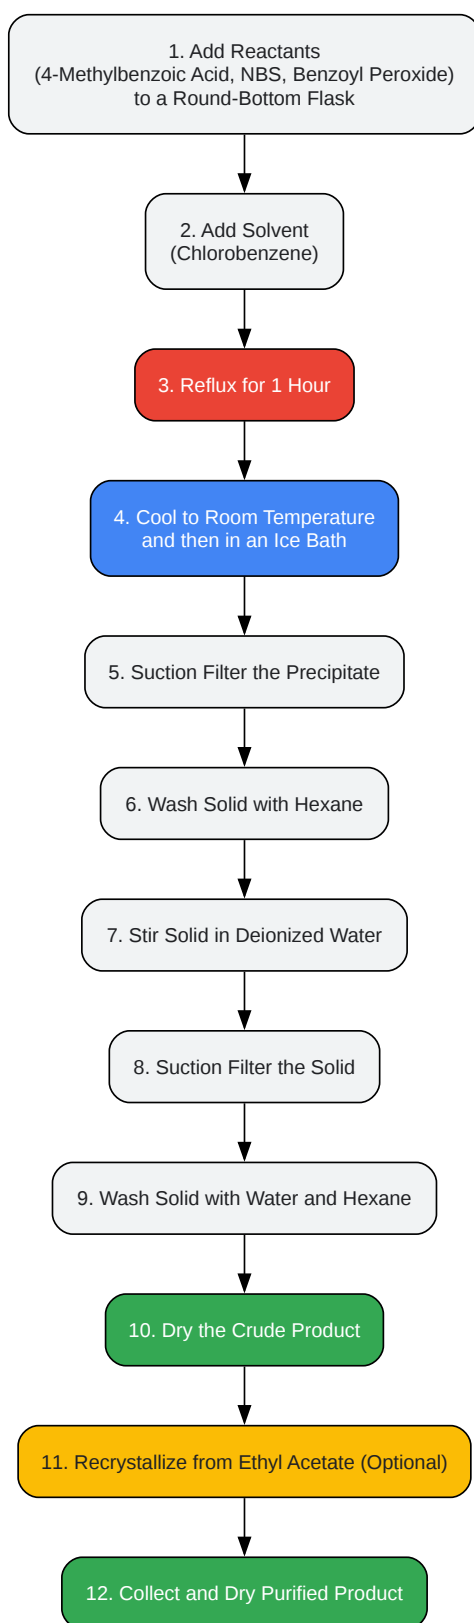 1. Add Reactants
(4-Methylbenzoic Acid, NBS, Benzoyl Peroxide)
to a Round-Bottom Flask
2. Add Solvent
(Chlorobenzene)
3. Reflux for 1 Hour
4. Cool to Room Temperature
and then in an Ice Bath
5. Suction Filter the Precipitate
6. Wash Solid with Hexane
7. Stir Solid in Deionized Water
8. Suction Filter the Solid
9. Wash Solid with Water and Hexane
10. Dry the Crude Product
11. Recrystallize from Ethyl Acetate (Optional)
12. Collect and Dry Purified Product